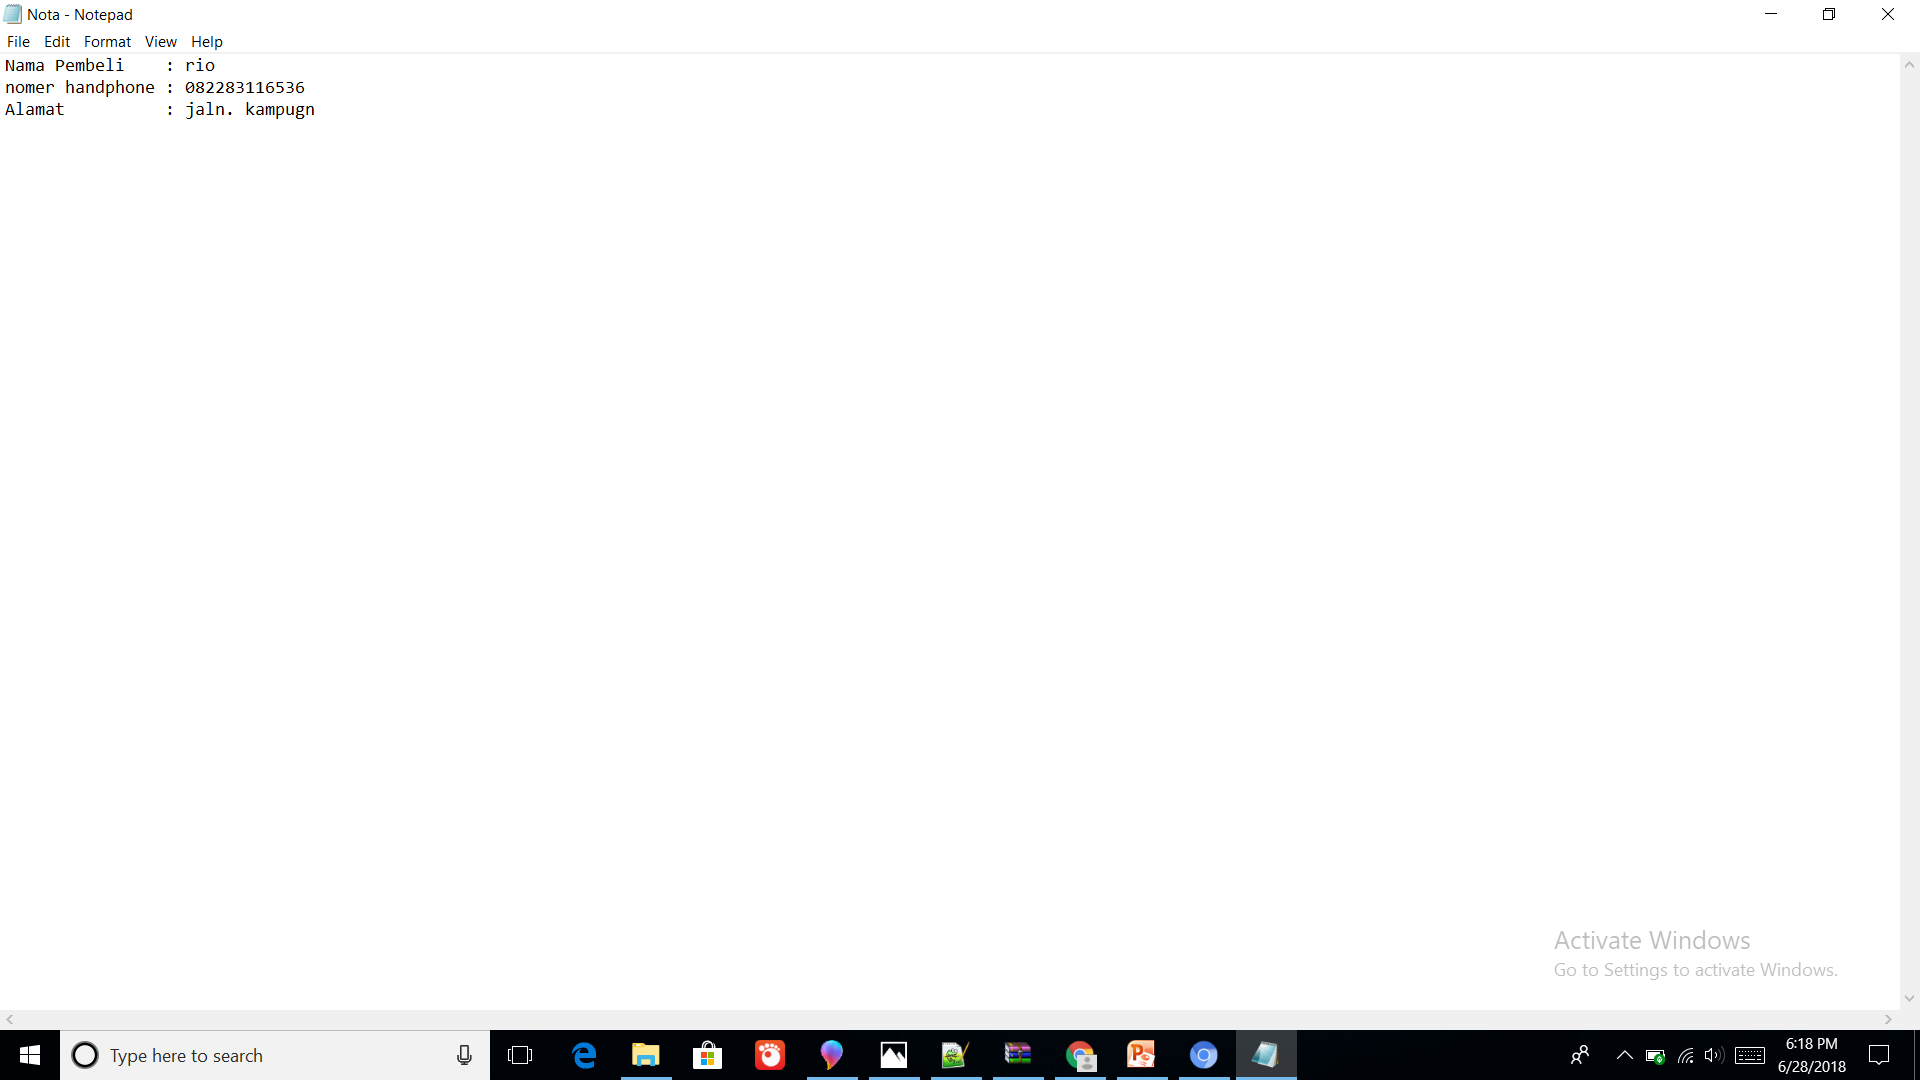 Nota - Notepad
File Edit Format View Help
Nama Pembeli    : rio
nomer handphone : 082283116536
Alamat          : jaln. kampugn
Activate Windows
Go to Settings to activate Windows.
Type here to search
6:18 PM
6/28/2018